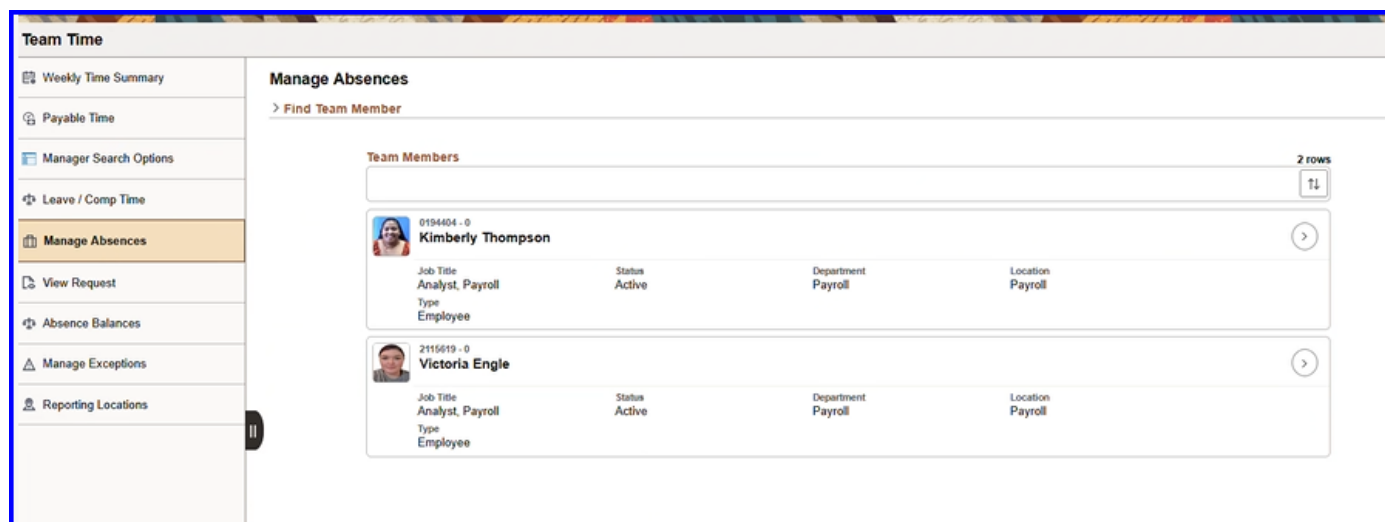 Team Time
Weekly Time Summary
Payable Time
Manager Search Options
Leave / Comp Time
Manage Absences
View Request
Absence Balances
Manage Exceptions
Reporting Locations
Manage Absences
Find Team Member
Team Members
2 rows
0194404 - 0
Kimberly Thompson
Job Title Status Department Location
Analyst, Payroll Active Payroll Payroll
Type
Employee
2115619 - 0
Victoria Engle
Job Title Status Department Location
Analyst, Payroll Active Payroll Payroll
Type
Employee